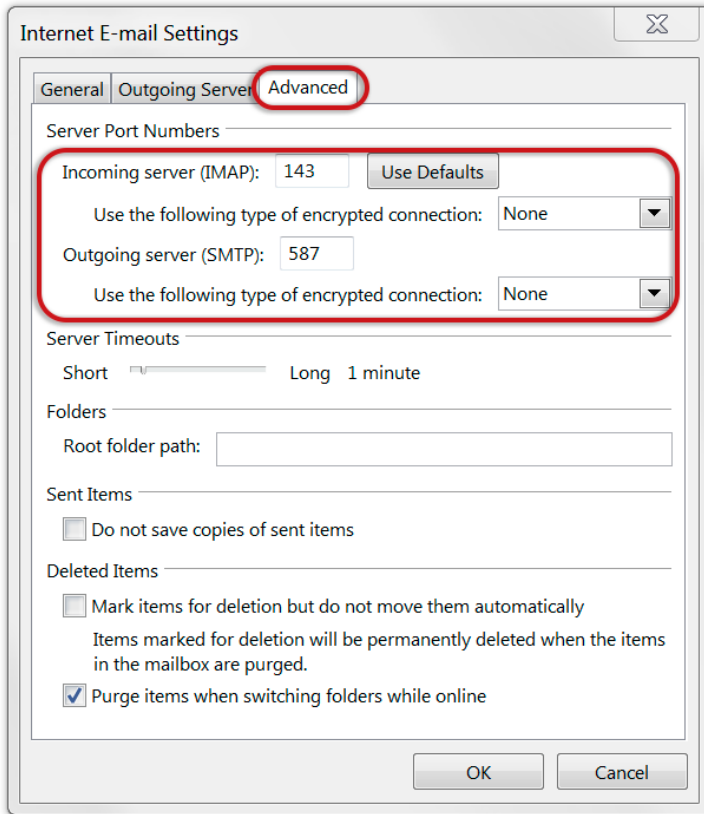 Internet E-mail Settings
General Outgoing Server Advanced
Server Port Numbers
Incoming server (IMAP): 143 Use Defaults
Use the following type of encrypted connection: None
Outgoing server (SMTP): 587
Use the following type of encrypted connection: None
Server Timeouts
Short Long 1 minute
Folders
Root folder path:
Sent Items
Do not save copies of sent items
Deleted Items
Mark items for deletion but do not move them automatically
Items marked for deletion will be permanently deleted when the items
in the mailbox are purged.
Purge items when switching folders while online
OK Cancel